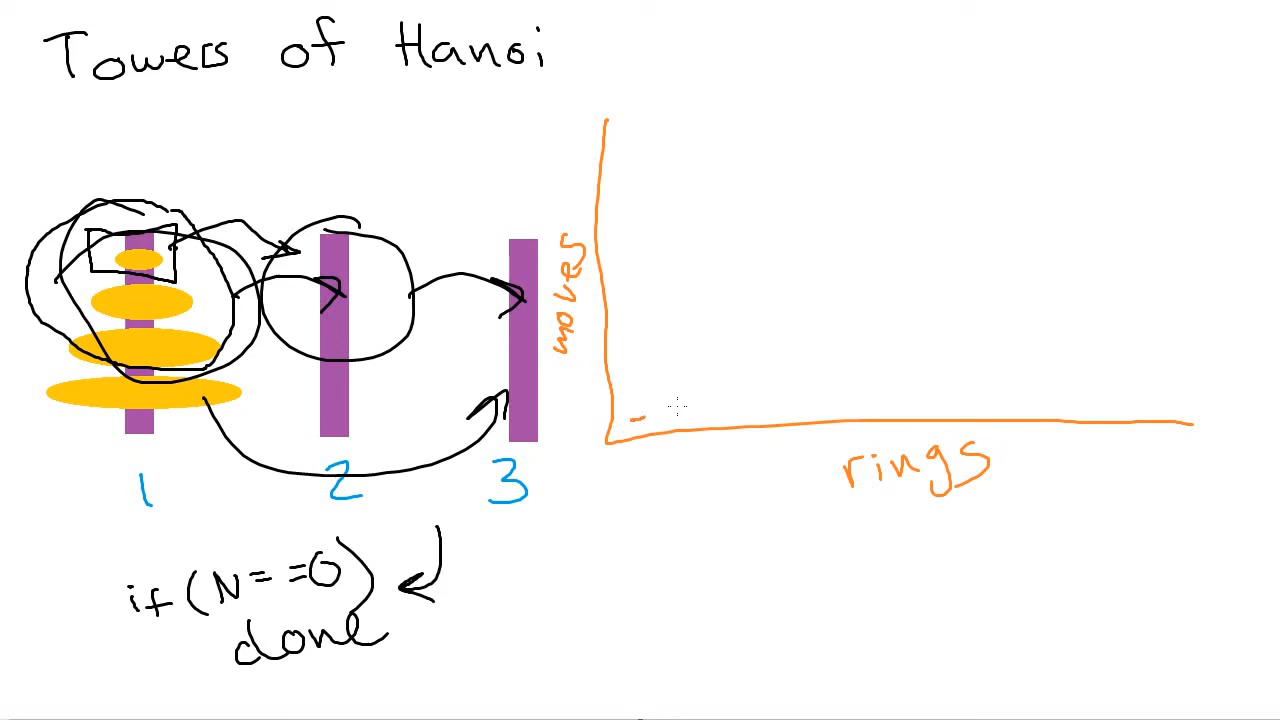 Towers of Hanoi
moves
rings
1 2 3
if (N==0)
done